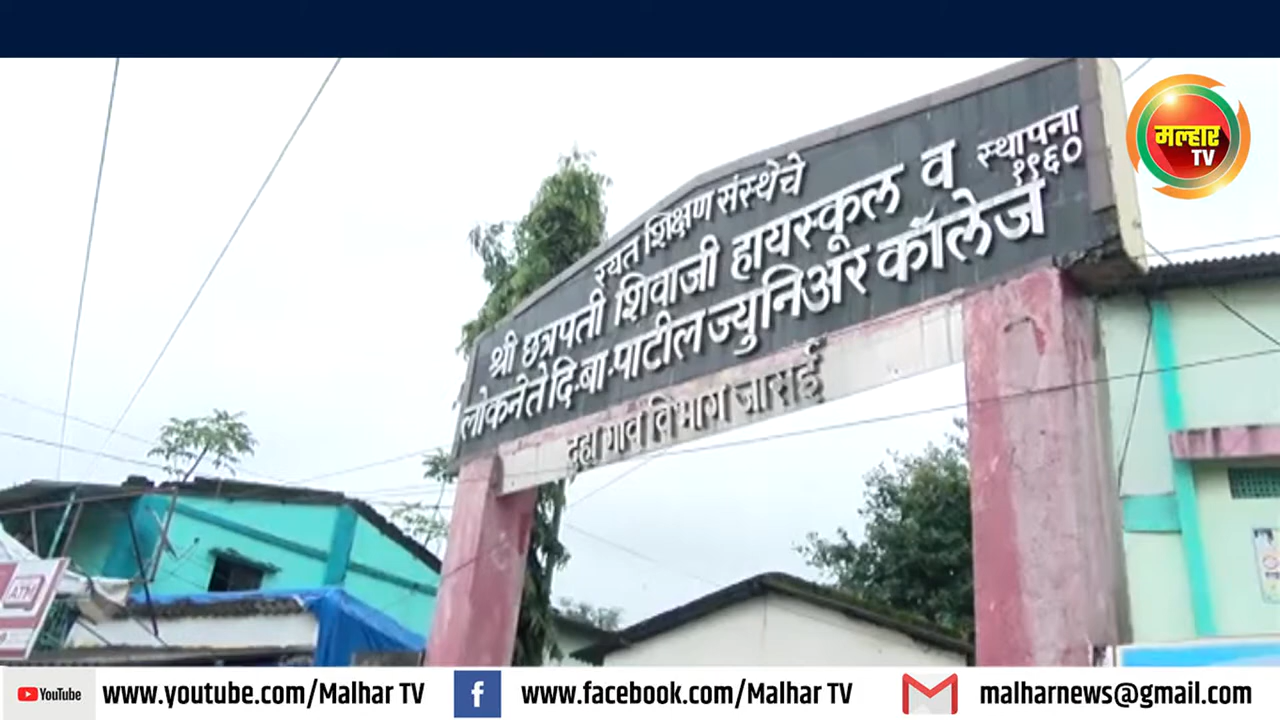 मल्हार
TV
रयत शिक्षण संस्थेचे
स्थापना
१९६०
श्री छत्रपती शिवाजी हायस्कूल व
लोकनेते दि.बा.पाटील ज्युनिअर कॉलेज
दहा गाव विभाग जासई
ATM
YouTube
www.youtube.com/Malhar TV
f
www.facebook.com/Malhar TV
malharnews@gmail.com